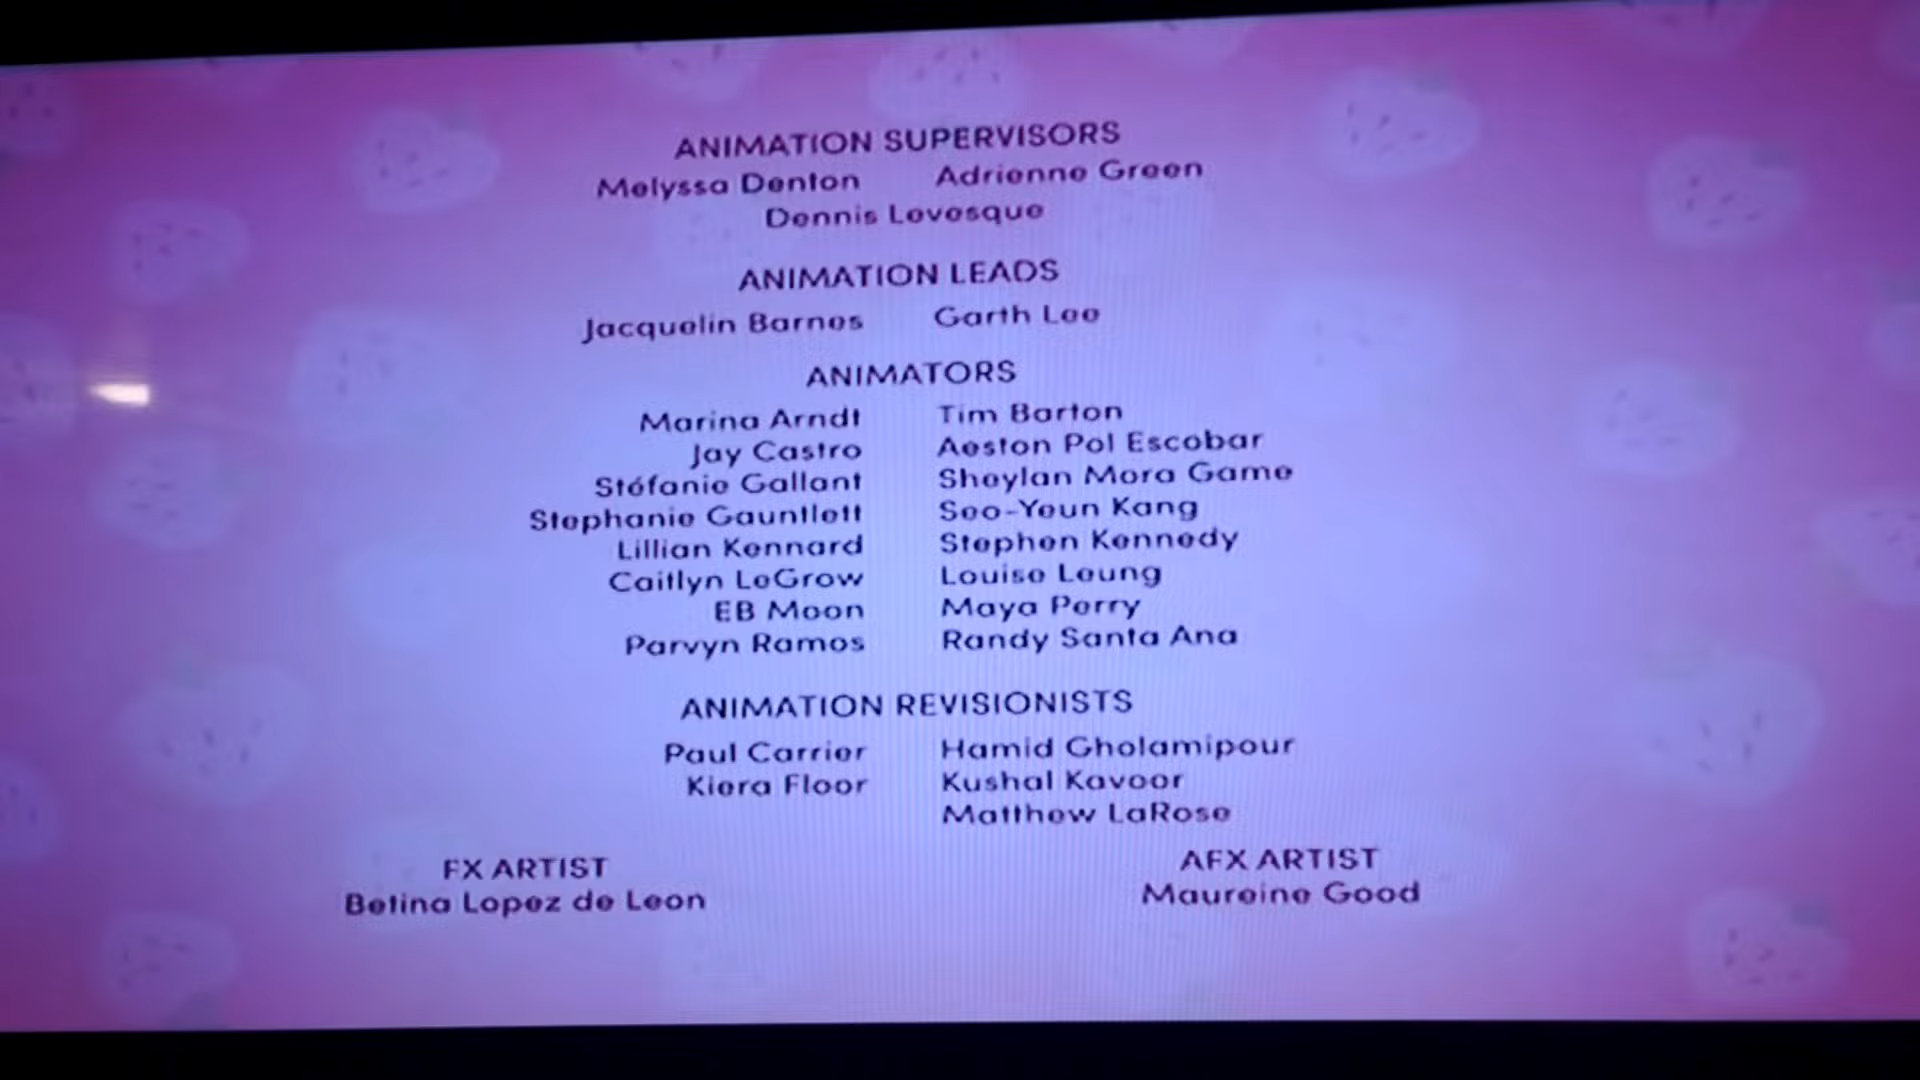 ANIMATION SUPERVISORS
Melyssa Denton Adrienne Green
Dennis Levesque
ANIMATION LEADS
Jacquelin Barnes Garth Lee
ANIMATORS
Marina Arndt Tim Barton
Jay Castro Aeston Pol Escobar
Stéfanie Gallant Sheylan Mora Game
Stephanie Gauntlett Seo-Yeun Kang
Lillian Kennard Stephen Kennedy
Caitlyn LeGrow Louise Leung
EB Moon Maya Perry
Parvyn Ramos Randy Santa Ana
ANIMATION REVISIONISTS
Paul Carrier Hamid Gholamipour
Kiera Floor Kushal Kavoor
Matthew LaRose
FX ARTIST AFX ARTIST
Betina Lopez de Leon Maureine Good